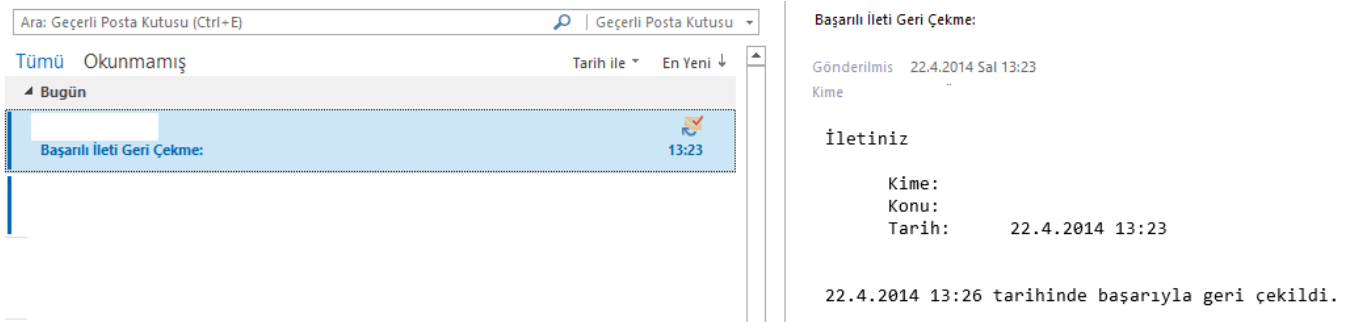 Ara: Geçerli Posta Kutusu (Ctrl+E)
Geçerli Posta Kutusu
Tümü Okunmamış
Tarih ile En Yeni
Bugün
Başarılı İleti Geri Çekme:
13:23
Başarılı İleti Geri Çekme:
Gönderilmis 22.4.2014 Sal 13:23
Kime
İletiniz
Kime:
Konu:
Tarih: 22.4.2014 13:23
22.4.2014 13:26 tarihinde başarıyla geri çekildi.